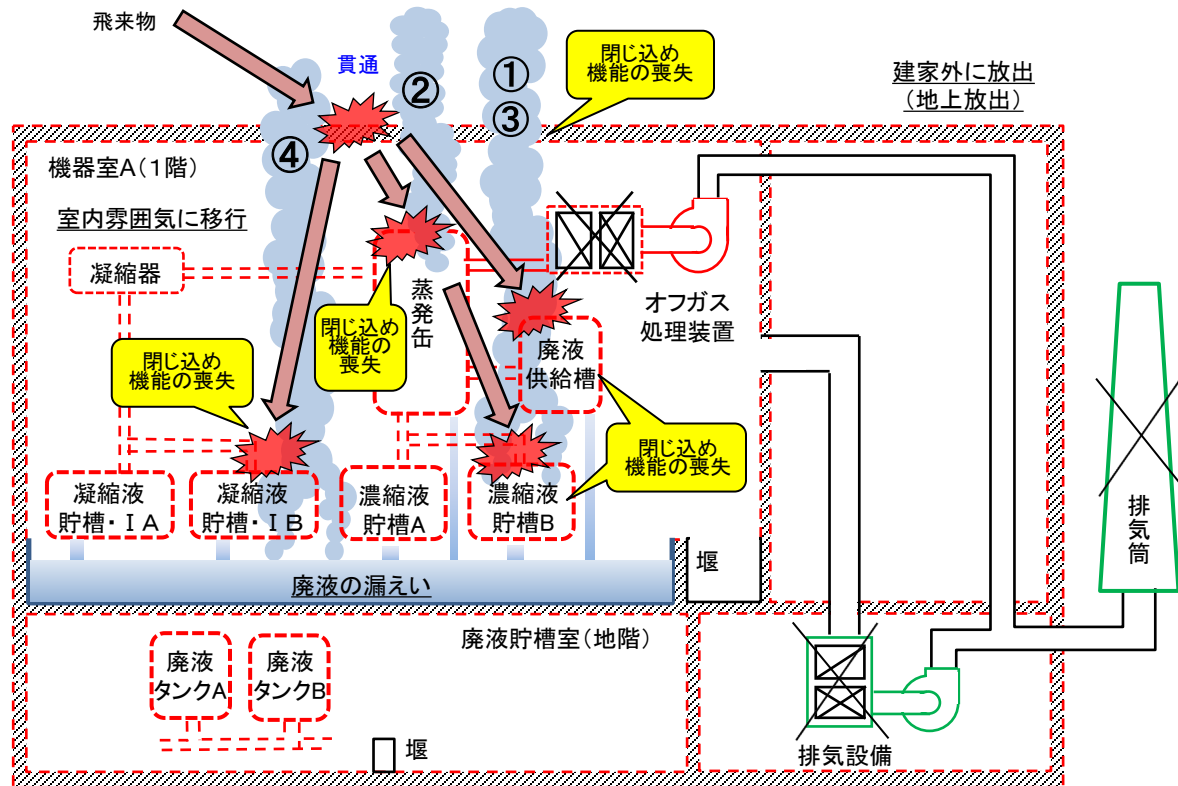 飛来物
貫通
②
①
③
閉じ込め
機能の喪失
建家外に放出
（地上放出）
④
機器室A（1階）
室内雰囲気に移行
凝縮器
蒸発缶
オフガス
処理装置
閉じ込め
機能の
喪失
廃液
供給槽
閉じ込め
機能の喪失
閉じ込め
機能の喪失
凝縮液
貯槽・ⅠA
凝縮液
貯槽・ⅠB
濃縮液
貯槽A
濃縮液
貯槽B
排気筒
堰
廃液の漏えい
廃液貯槽室（地階）
廃液
タンクA
廃液
タンクB
堰
排気設備